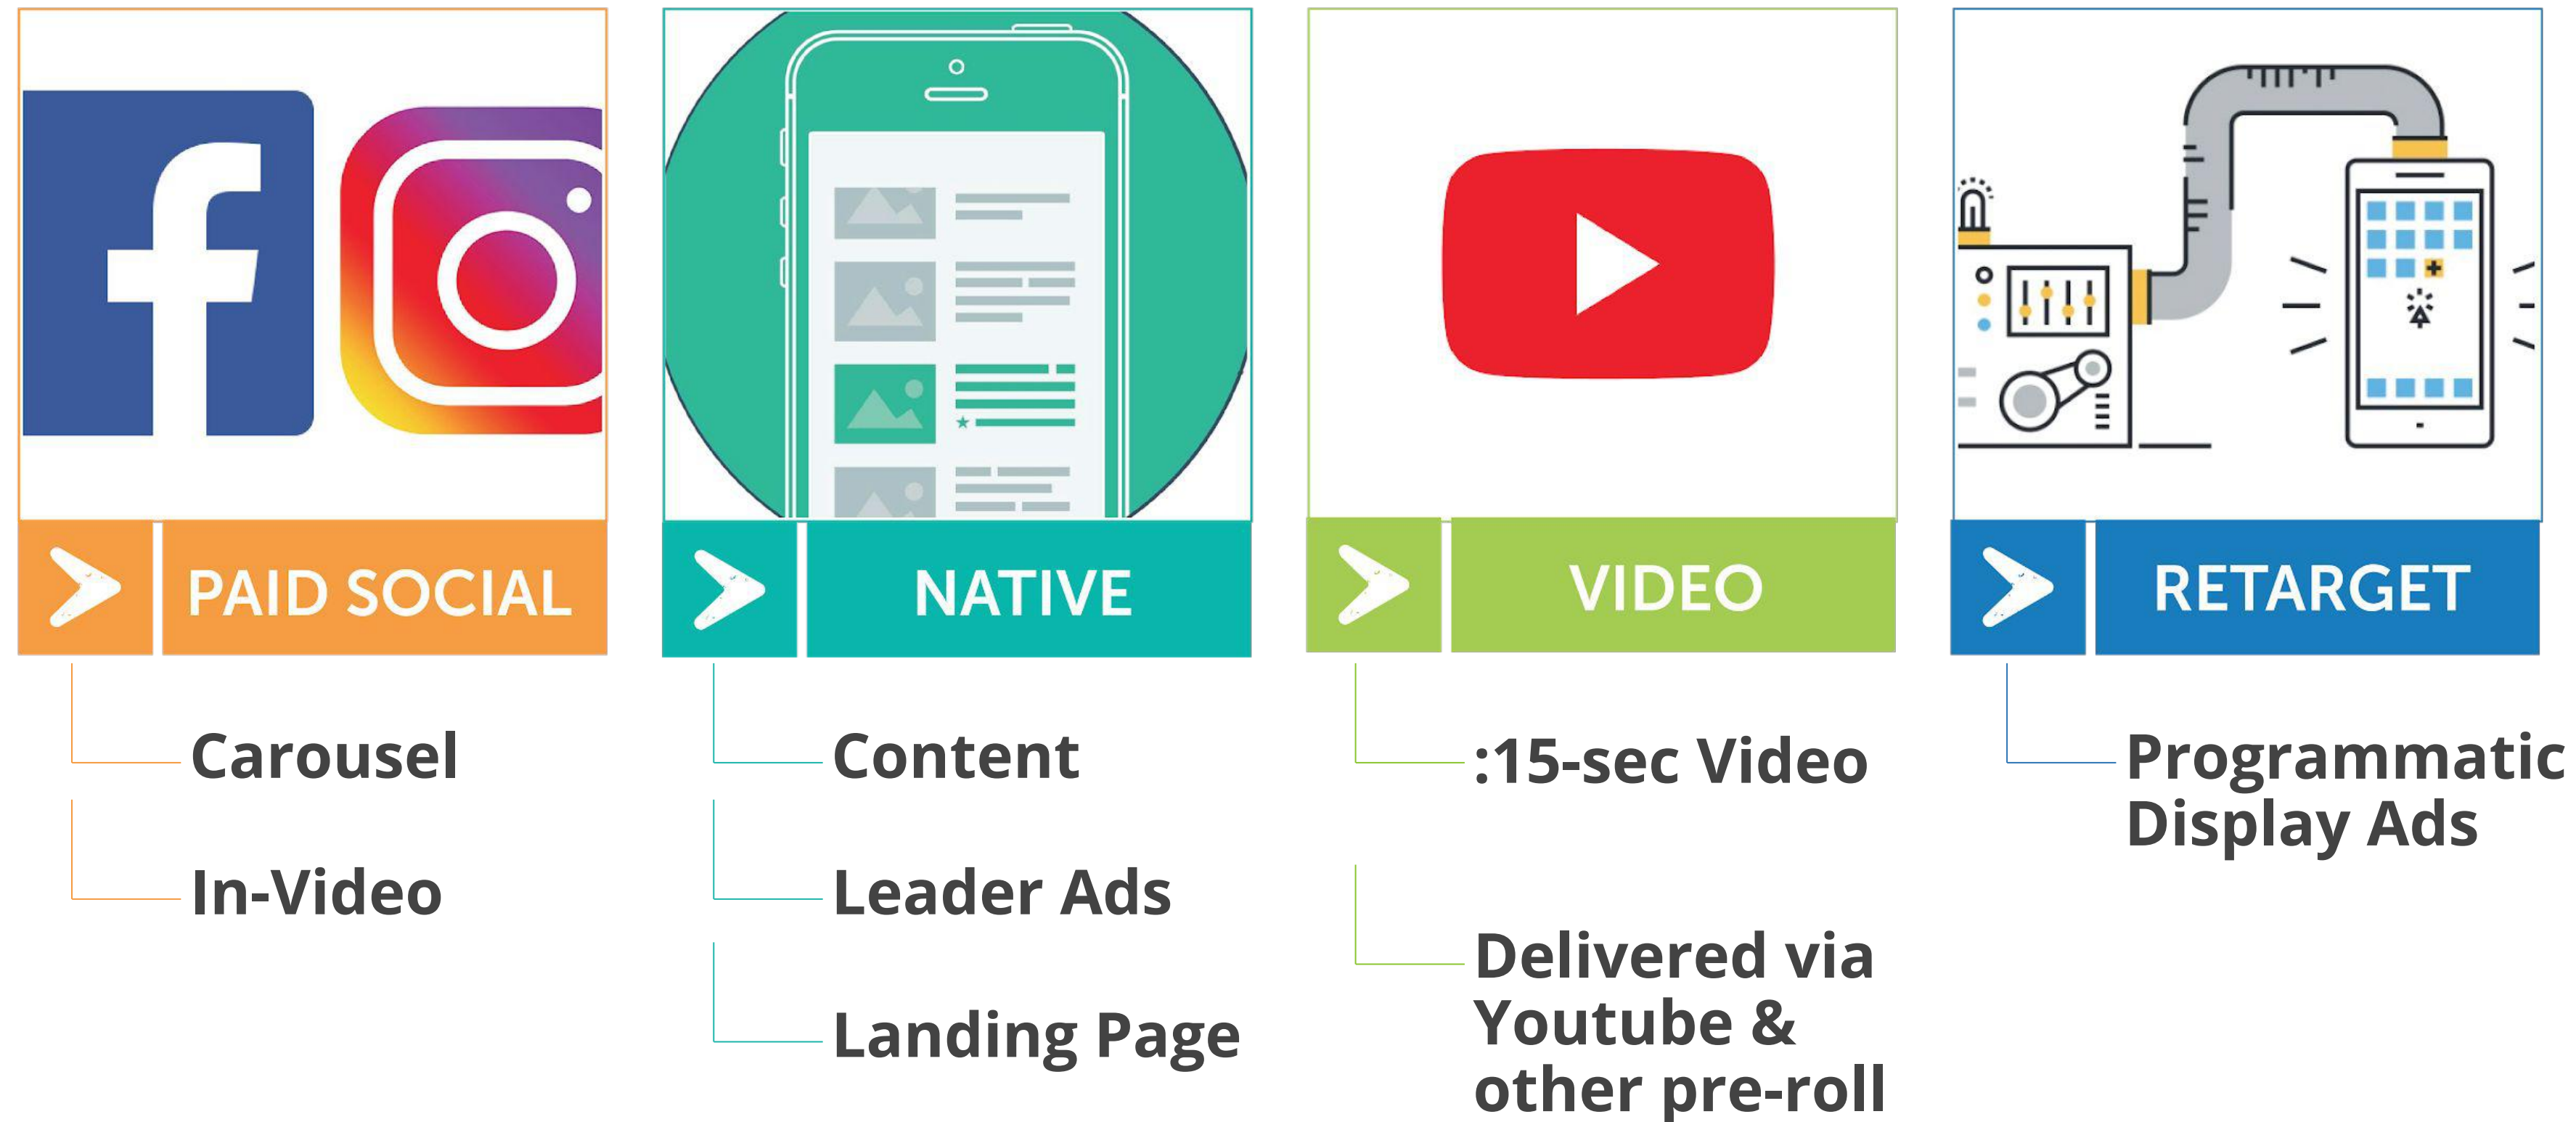 PAID SOCIAL
Carousel
In-Video
NATIVE
Content
Leader Ads
Landing Page
VIDEO
:15-sec Video
Delivered via
Youtube &
other pre-roll
RETARGET
Programmatic
Display Ads